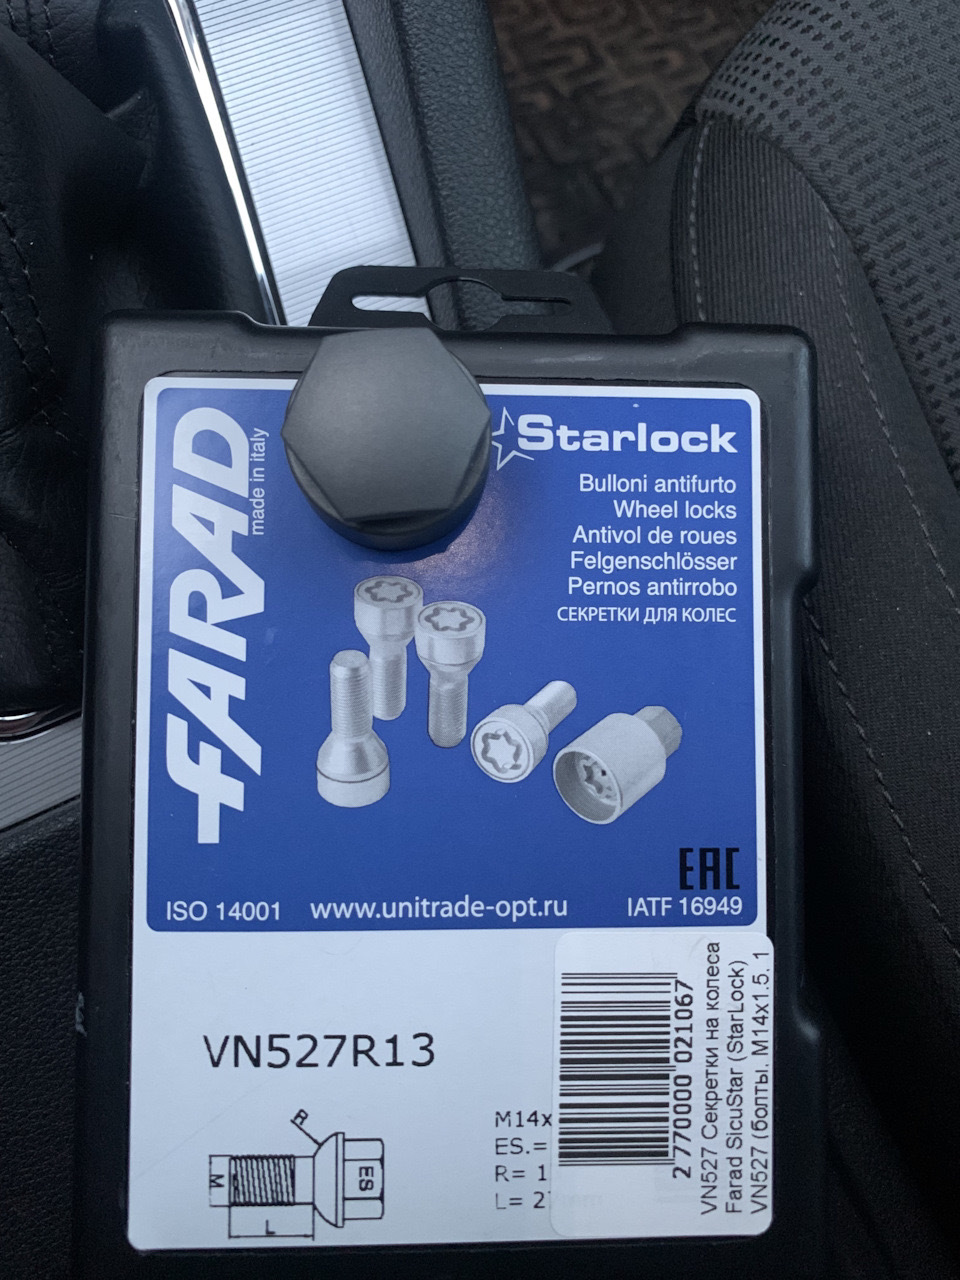 FARAD
made in italy
Starlock
Bulloni antifurto
Wheel locks
Antivol de roues
Felgenschlösser
Pernos antirrobo
СЕКРЕТКИ ДЛЯ КОЛЕС
EAC
ISO 14001
www.unitrade-opt.ru
IATF 16949
VN527R13
M14x
ES.=
R= 1
L= 2
R
M
L
ES
2 770000 021067
VN527 Секретки на колеса
Farad SicuStar (StarLock)
VN527 (болты, M14x1.5, 1